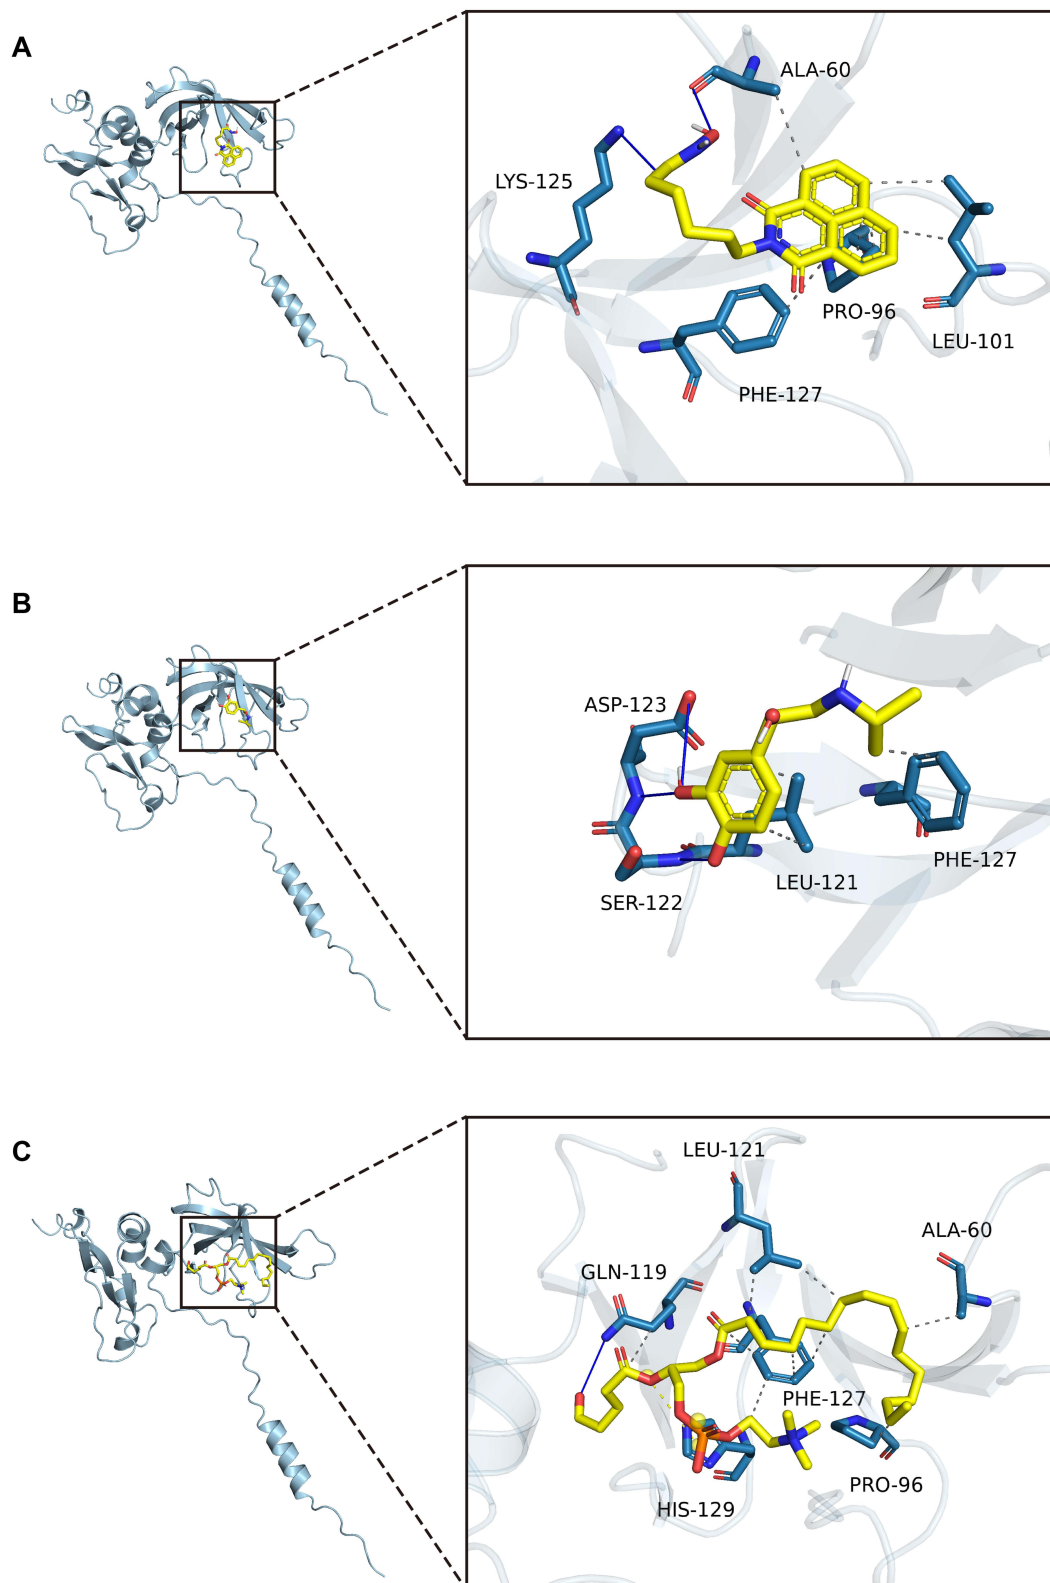 A
ALA-60
LYS-125
PRO-96
LEU-101
PHE-127
B
ASP-123
PHE-127
LEU-121
SER-122
C
LEU-121
ALA-60
GLN-119
PHE-127
PRO-96
HIS-129